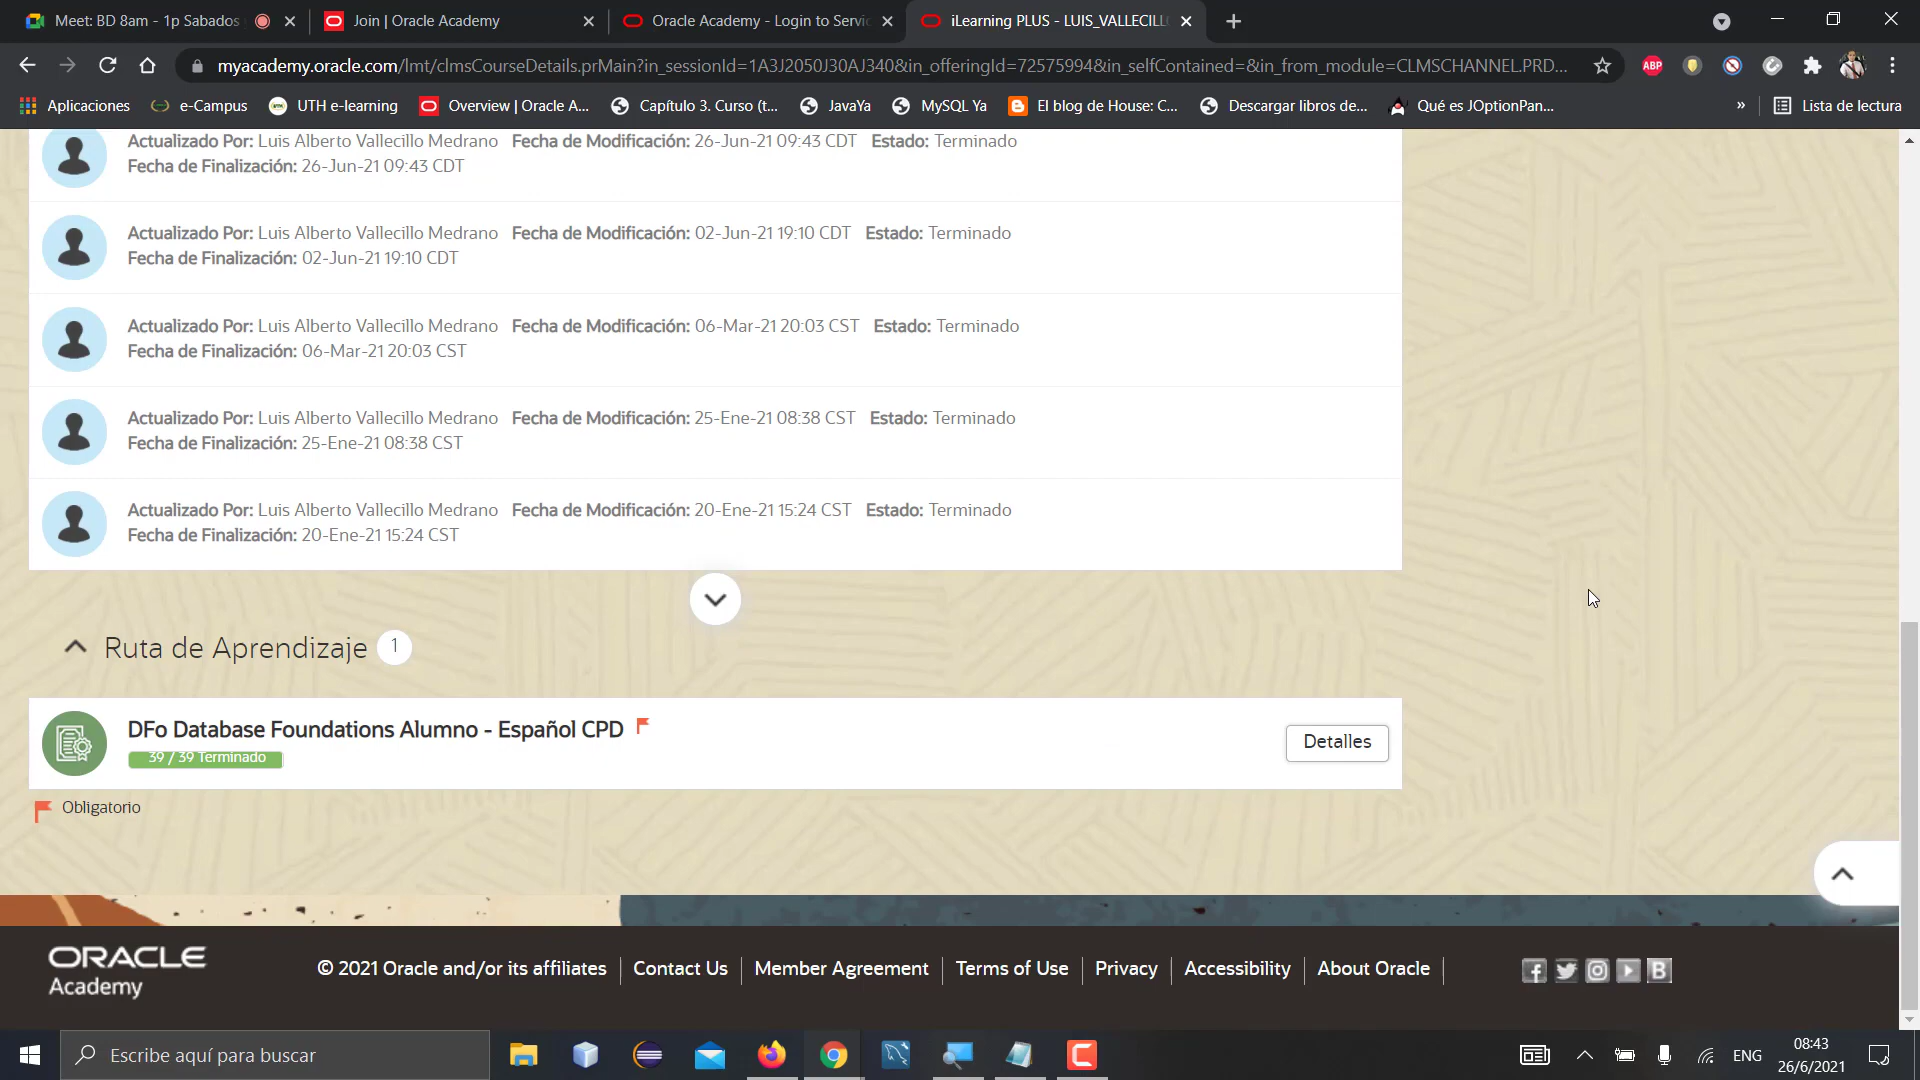 Meet: BD 8am - 1p Sabados
Join | Oracle Academy
Oracle Academy - Login to Servic
iLearning PLUS - LUIS_VALLECILL
myacademy.oracle.com/lmt/clmsCourseDetails.prMain?in_sessionId=1A3J2050J30AJ340&in_offeringId=72575994&in_selfContained=&in_from_module=CLMSCHANNEL.PRD...
ABP
Aplicaciones
e-Campus
UTH e-learning
Overview | Oracle A...
Capítulo 3. Curso (t...
JavaYa
MySQL Ya
El blog de House: C...
Descargar libros de...
Qué es JOptionPan...
»
Lista de lectura
Actualizado Por: Luis Alberto Vallecillo Medrano Fecha de Modificación: 26-Jun-21 09:43 CDT Estado: Terminado
Fecha de Finalización: 26-Jun-21 09:43 CDT
Actualizado Por: Luis Alberto Vallecillo Medrano Fecha de Modificación: 02-Jun-21 19:10 CDT Estado: Terminado
Fecha de Finalización: 02-Jun-21 19:10 CDT
Actualizado Por: Luis Alberto Vallecillo Medrano Fecha de Modificación: 06-Mar-21 20:03 CST Estado: Terminado
Fecha de Finalización: 06-Mar-21 20:03 CST
Actualizado Por: Luis Alberto Vallecillo Medrano Fecha de Modificación: 25-Ene-21 08:38 CST Estado: Terminado
Fecha de Finalización: 25-Ene-21 08:38 CST
Actualizado Por: Luis Alberto Vallecillo Medrano Fecha de Modificación: 20-Ene-21 15:24 CST Estado: Terminado
Fecha de Finalización: 20-Ene-21 15:24 CST
Ruta de Aprendizaje 1
DFo Database Foundations Alumno - Español CPD
39 / 39 Terminado
Detalles
Obligatorio
ORACLE
Academy
© 2021 Oracle and/or its affiliates
Contact Us
Member Agreement
Terms of Use
Privacy
Accessibility
About Oracle
Escribe aquí para buscar
ENG
08:43
26/6/2021